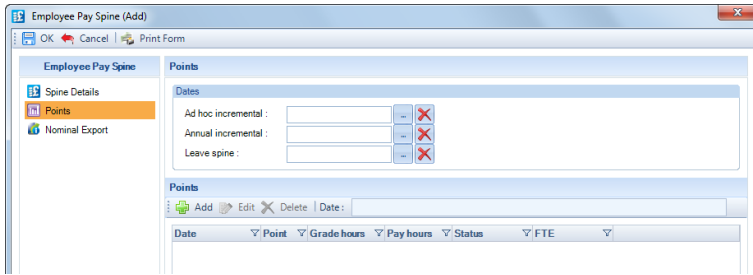 Employee Pay Spine (Add)
OK Cancel Print Form
Employee Pay Spine
Spine Details
Points
Nominal Export
Points
Dates
Ad hoc incremental :
...
Annual incremental :
...
Leave spine :
...
Points
Add Edit Delete Date :
Date Point Grade hours Pay hours Status FTE